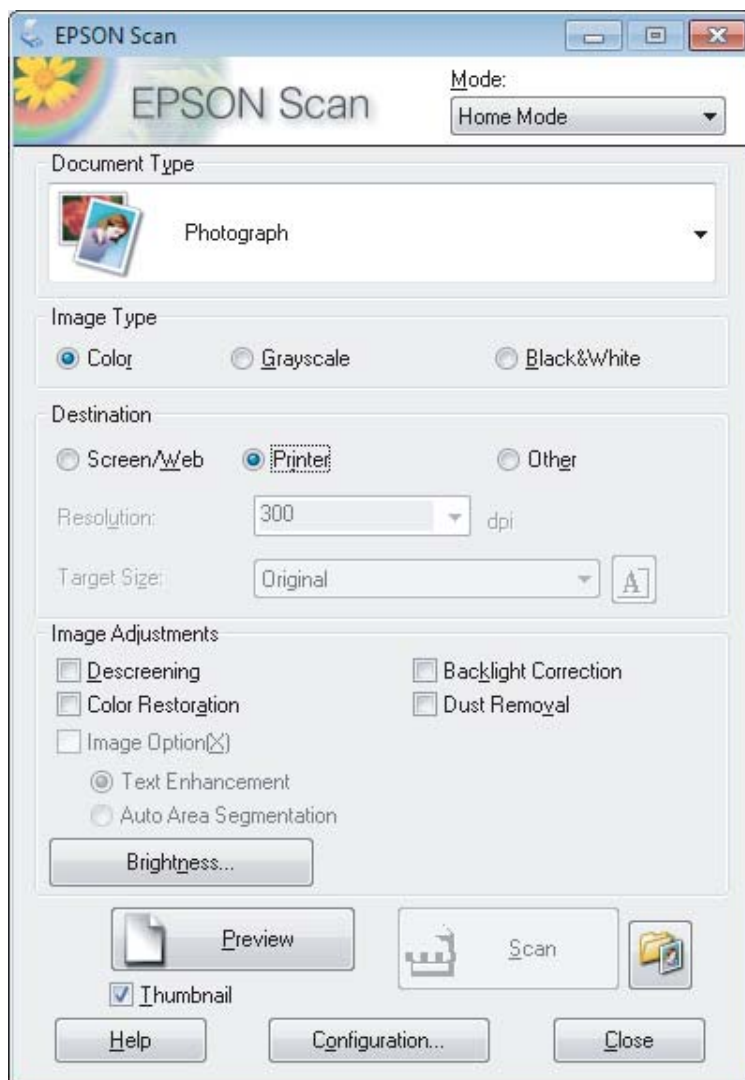 EPSON Scan
EPSON Scan
Mode:
Home Mode
Document Type
Photograph
Image Type
Color Grayscale Black&White
Destination
Screen/Web Printer Other
Resolution: 300 dpi
Target Size: Original A
Image Adjustments
Descreening Backlight Correction
Color Restoration Dust Removal
Image Option(X)
Text Enhancement
Auto Area Segmentation
Brightness...
Preview Scan
Thumbnail
Help Configuration... Close